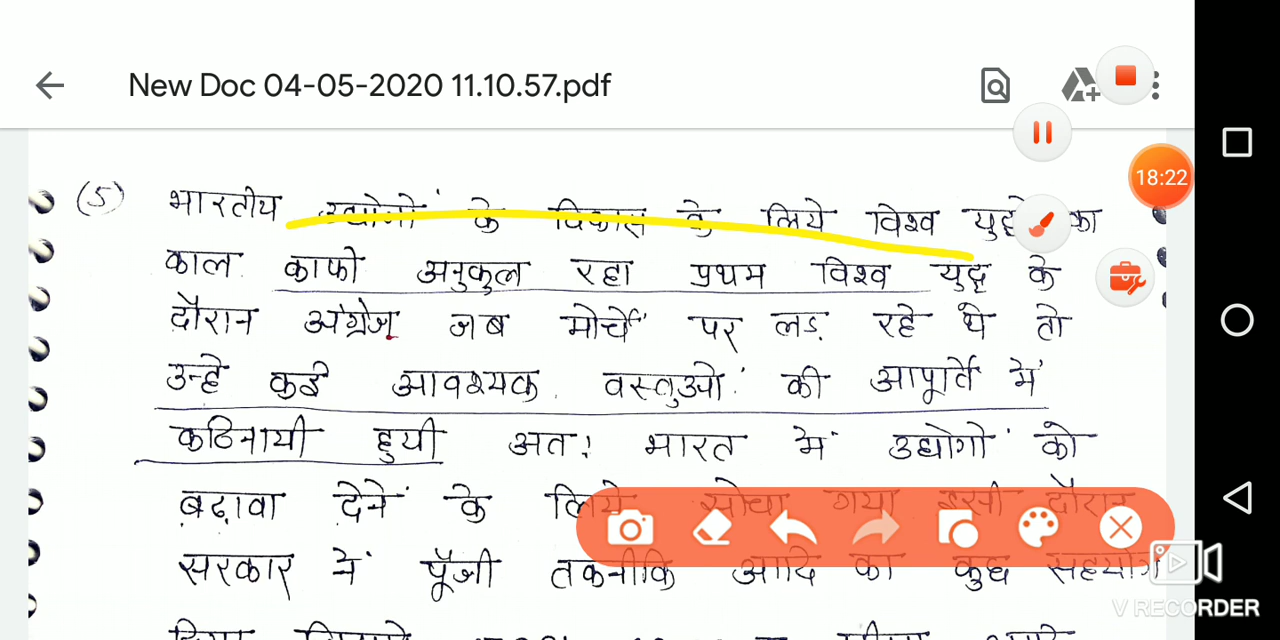 New Doc 04-05-2020 11.10.57.pdf
18:22
(5) भारतीय उद्योगों के विकास के लिये विश्व का
काल काफी अनुकुल रहा प्रथम विश्व युद्ध के
दौरान अंग्रेज जब मोर्चे पर लड़ रहे थे तो
उन्हे कई आवश्यक वस्तुओं की आपूर्ति में
कठिनायी हुयी अतः भारत में उद्योगों को
बढ़ावा देनें के लिये सोचा गया इसी दौरान
सरकार ने पूँजी तकनीकि आदि का कुछ सहयोग
V RECORDER